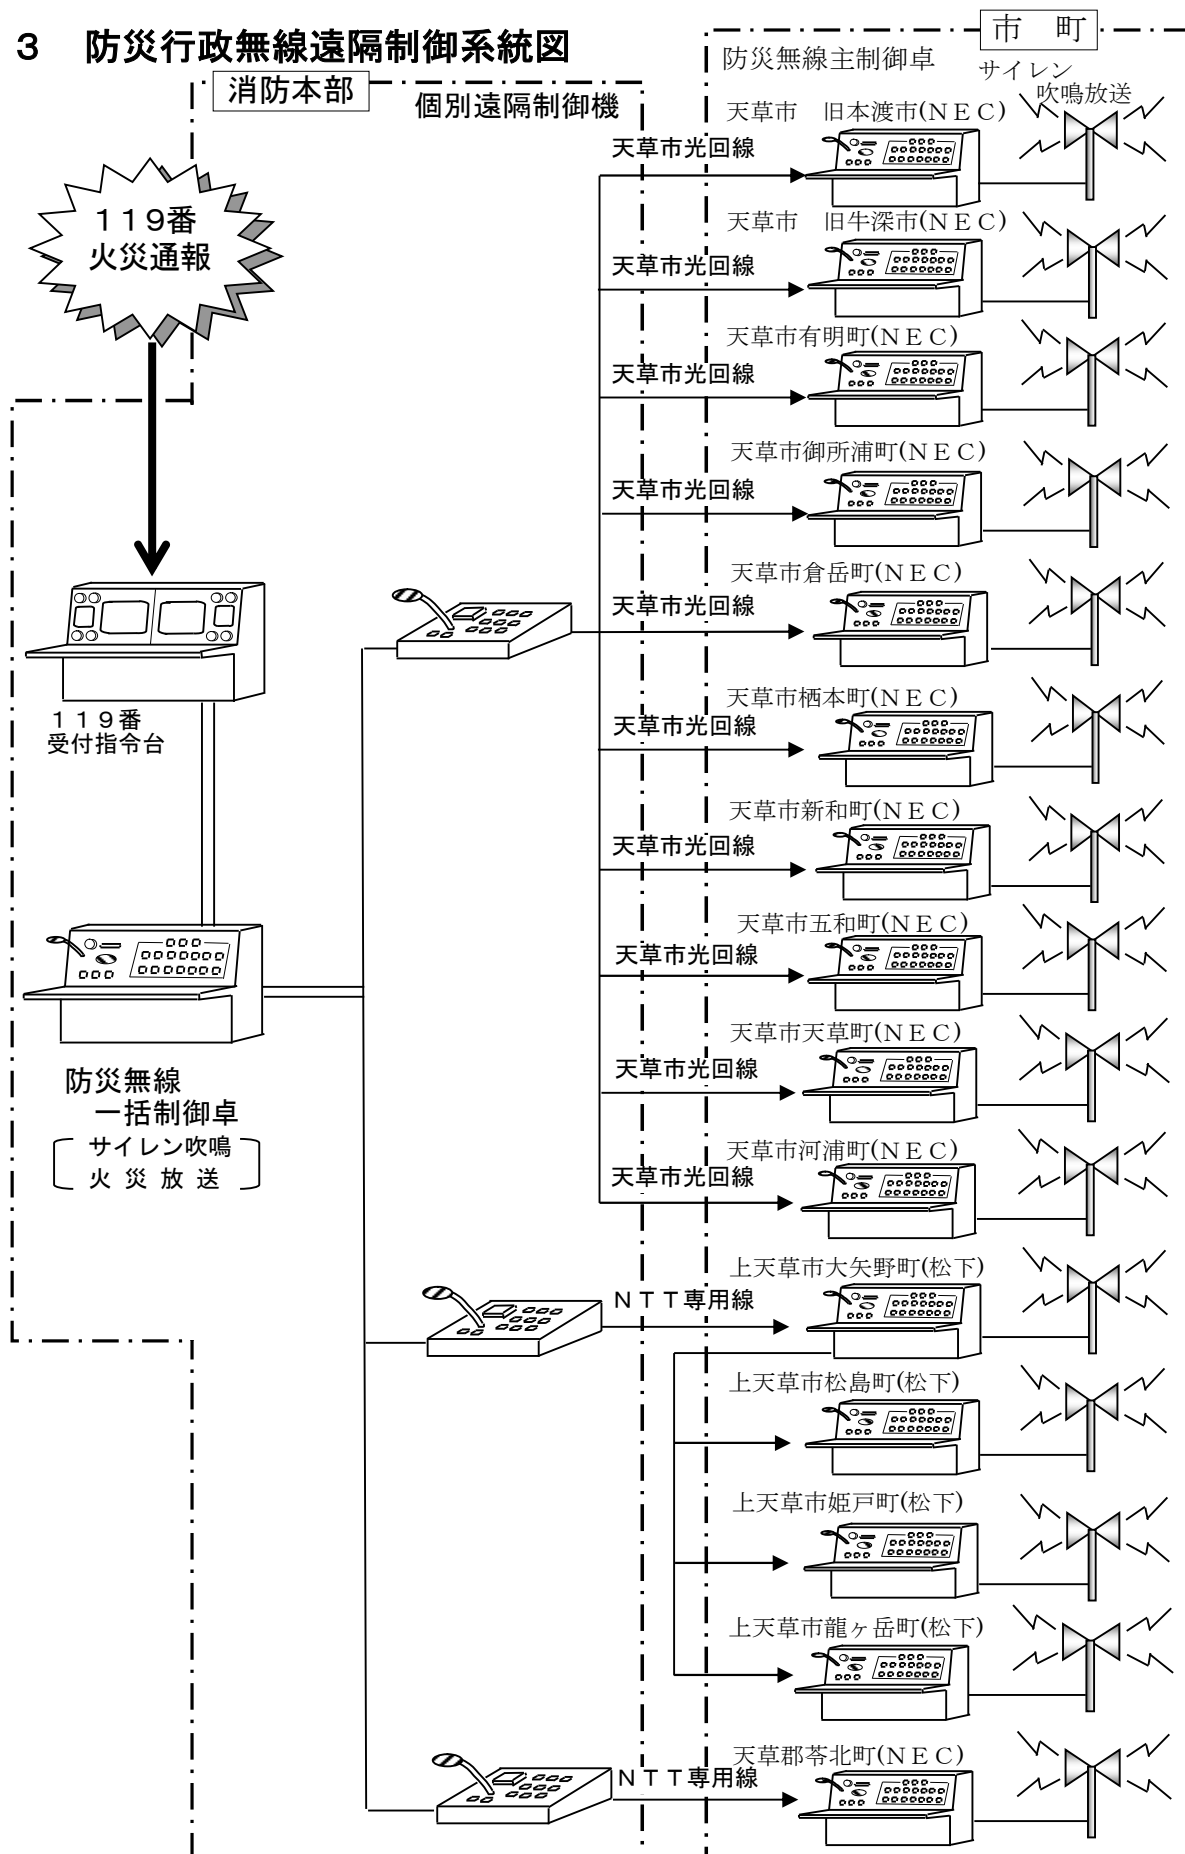 ３　防災行政無線遠隔制御系統図
市　町
消防本部
個別遠隔制御機
防災無線主制御卓
サイレン
吹鳴放送
119番
火災通報
天草市光回線
天草市　旧本渡市(ＮＥＣ)
天草市光回線
天草市　旧牛深市(ＮＥＣ)
天草市光回線
天草市有明町(ＮＥＣ)
天草市光回線
天草市御所浦町(ＮＥＣ)
天草市光回線
天草市倉岳町(ＮＥＣ)
天草市光回線
天草市栖本町(ＮＥＣ)
天草市光回線
天草市新和町(ＮＥＣ)
天草市光回線
天草市五和町(ＮＥＣ)
天草市光回線
天草市天草町(ＮＥＣ)
天草市光回線
天草市河浦町(ＮＥＣ)
１１９番
受付指令台
防災無線
一括制御卓
サイレン吹鳴
火 災 放 送
ＮＴＴ専用線
上天草市大矢野町(松下)
上天草市松島町(松下)
上天草市姫戸町(松下)
上天草市龍ヶ岳町(松下)
ＮＴＴ専用線
天草郡苓北町(ＮＥＣ)